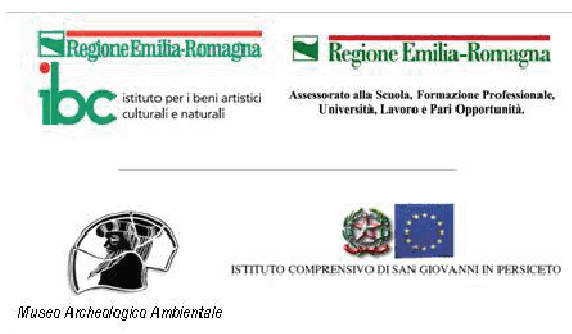 Regione Emilia-Romagna
ibc istituto per i beni artistici
culturali e naturali
Regione Emilia-Romagna
Assessorato alla Scuola, Formazione Professionale,
Università, Lavoro e Pari Opportunità.
Museo Archeologico Ambientale
ISTITUTO COMPRENSIVO DI SAN GIOVANNI IN PERSICETO